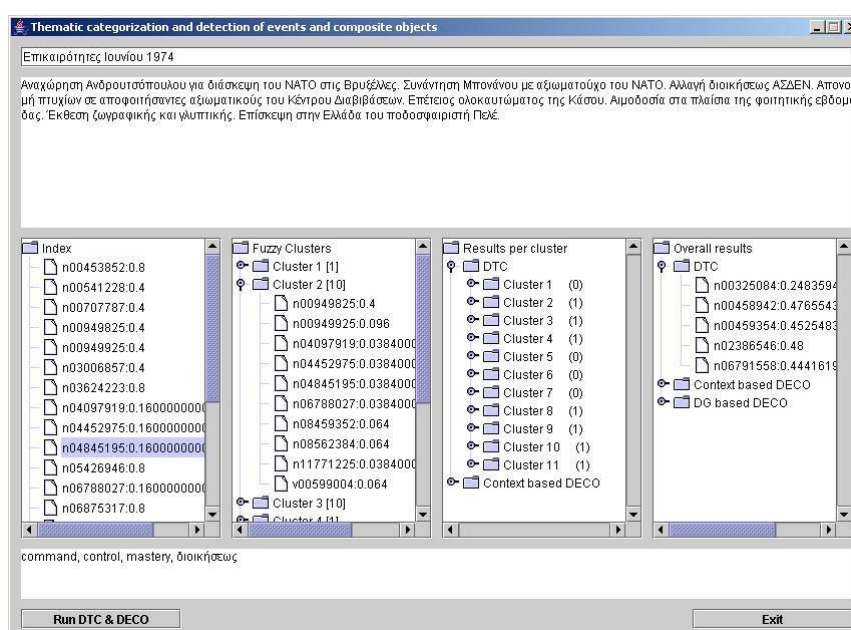 Thematic categorization and detection of events and composite objects
Επικαιρότητες Ιουνίου 1974
Αναχώρηση Ανδρουτσόπουλου για διάσκεψη του ΝΑΤΟ στις Βρυξέλλες. Συνάντηση Μπονάνου με αξιωματούχο του ΝΑΤΟ. Αλλαγή διοικήσεως ΑΣΔΕΝ. Απονο
μή πτυχίων σε αποφοιτήσαντες αξιωματικούς του Κέντρου Διαβιβάσεων. Επέτειος ολοκαυτώματος της Κάσου. Αιμοδοσία στα πλαίσια της φοιτητικής εβδομ
δας. Έκθεση ζωγραφικής και γλυπτικής. Επίσκεψη στην Ελλάδα του ποδοσφαιριστή Πελέ.
Index
n00453852:0.8
n00541228:0.4
n00707787:0.4
n00949825:0.4
n00949925:0.4
n03006857:0.4
n03624223:0.8
n04097919:0.1600000000
n04452975:0.1600000000
n04845195:0.1600000000
n05426946:0.8
n06788027:0.1600000000
n06875317:0.8
Fuzzy Clusters
Cluster 1 [1]
Cluster 2 [10]
n00949825:0.4
n00949925:0.096
n04097919:0.0384000
n04452975:0.0384000
n04845195:0.0384000
n06788027:0.0384000
n08459352:0.064
n08562384:0.064
n11771225:0.0384000
v00599004:0.064
Cluster 3 [10]
Cluster 4 [1]
Results per cluster
DTC
Cluster 1 (0)
Cluster 2 (1)
Cluster 3 (1)
Cluster 4 (1)
Cluster 5 (0)
Cluster 6 (0)
Cluster 7 (0)
Cluster 8 (1)
Cluster 9 (1)
Cluster 10 (1)
Cluster 11 (1)
Context based DECO
Overall results
DTC
n00325084:0.2483594
n00458942:0.4765543
n00459354:0.4525483
n02386546:0.48
n06791558:0.4441619
Context based DECO
DG based DECO
command, control, mastery, διοικήσεως
Run DTC & DECO
Exit